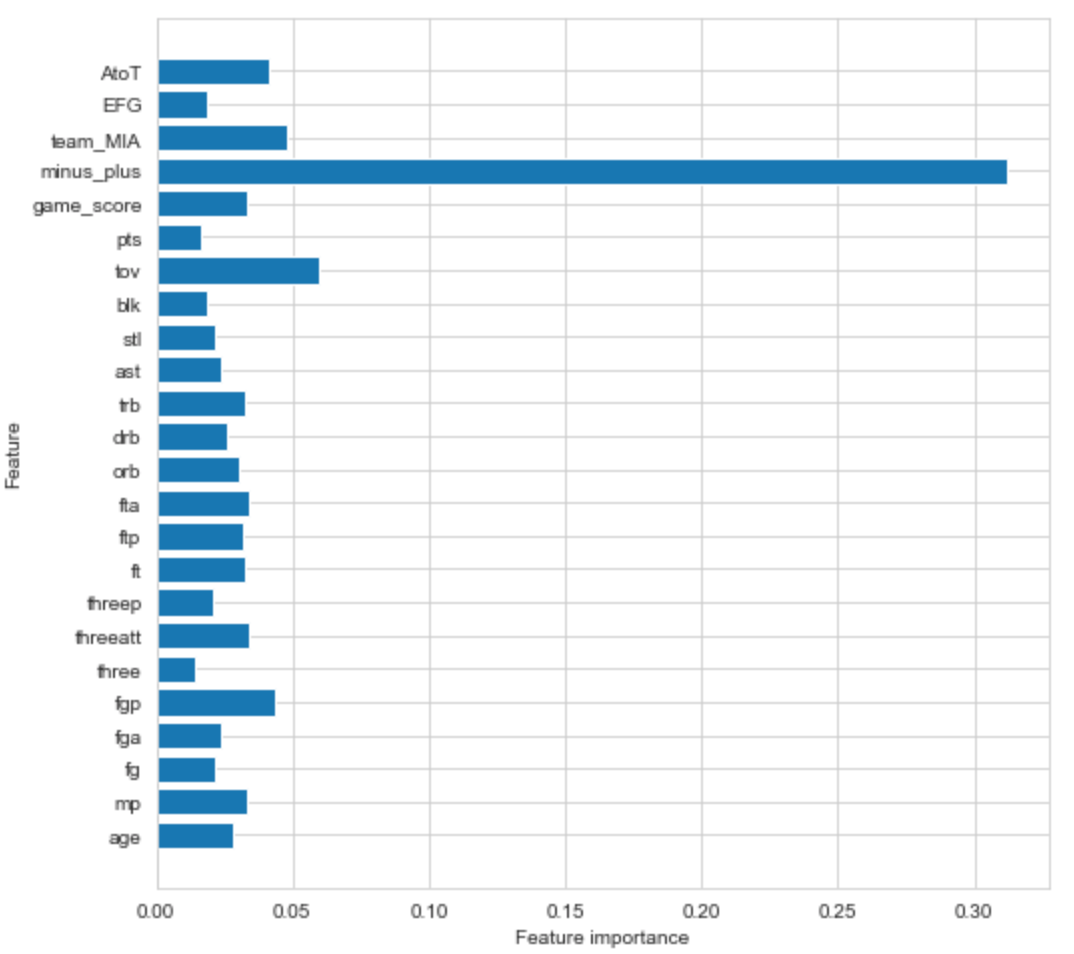 AtoT
EFG
team_MIA
minus_plus
game_score
pts
tov
blk
stl
ast
trb
drb
orb
fta
ftp
ft
threep
threeatt
three
fgp
fga
fg
mp
age
Feature
0.00 0.05 0.10 0.15 0.20 0.25 0.30
Feature importance